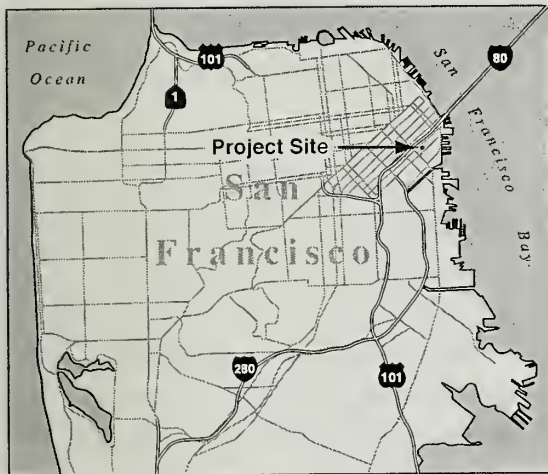 Pacific
Ocean
101
1
San
Francisco
Bay
80
Project Site
San
Francisco
280
101